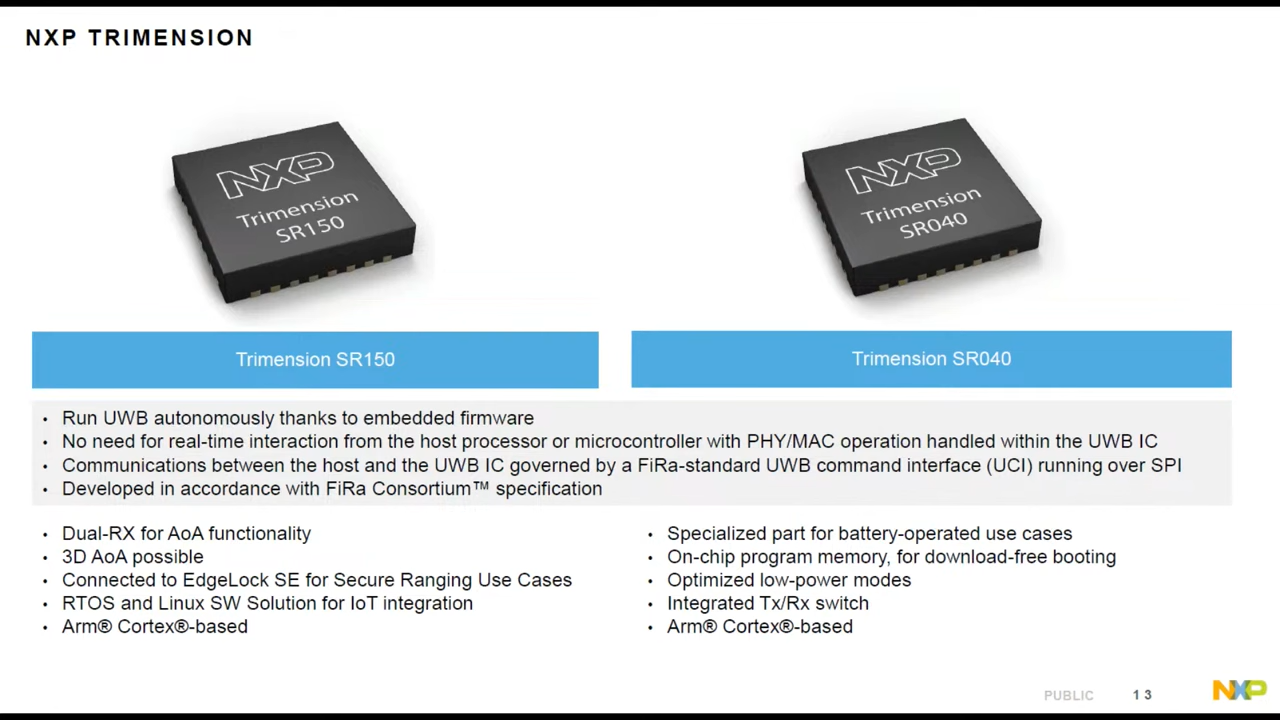 NXP TRIMENSION
NXP
Trimension
SR150
NXP
Trimension
SR040
Trimension SR150
Trimension SR040
• Run UWB autonomously thanks to embedded firmware
• No need for real-time interaction from the host processor or microcontroller with PHY/MAC operation handled within the UWB IC
• Communications between the host and the UWB IC governed by a FiRa-standard UWB command interface (UCI) running over SPI
• Developed in accordance with FiRa Consortium™ specification
• Dual-RX for AoA functionality
• 3D AoA possible
• Connected to EdgeLock SE for Secure Ranging Use Cases
• RTOS and Linux SW Solution for IoT integration
• Arm® Cortex®-based
• Specialized part for battery-operated use cases
• On-chip program memory, for download-free booting
• Optimized low-power modes
• Integrated Tx/Rx switch
• Arm® Cortex®-based
PUBLIC
13
NXP